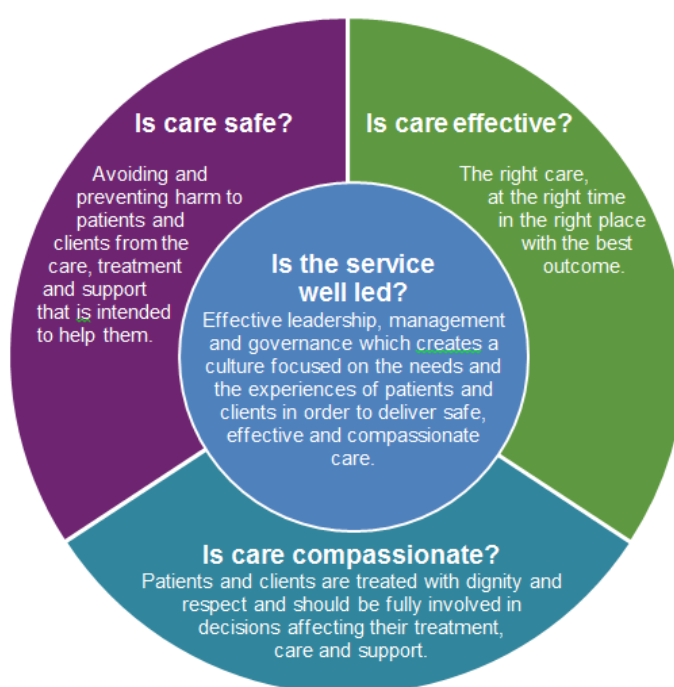 Is care safe?
Avoiding and
preventing harm to
patients and
clients from the
care, treatment
and support
that is intended
to help them.
Is care effective?
The right care,
at the right time
in the right place
with the best
outcome.
Is the service
well led?
Effective leadership, management
and governance which creates a
culture focused on the needs and
the experiences of patients and
clients in order to deliver safe,
effective and compassionate
care.
Is care compassionate?
Patients and clients are treated with dignity and
respect and should be fully involved in
decisions affecting their treatment,
care and support.